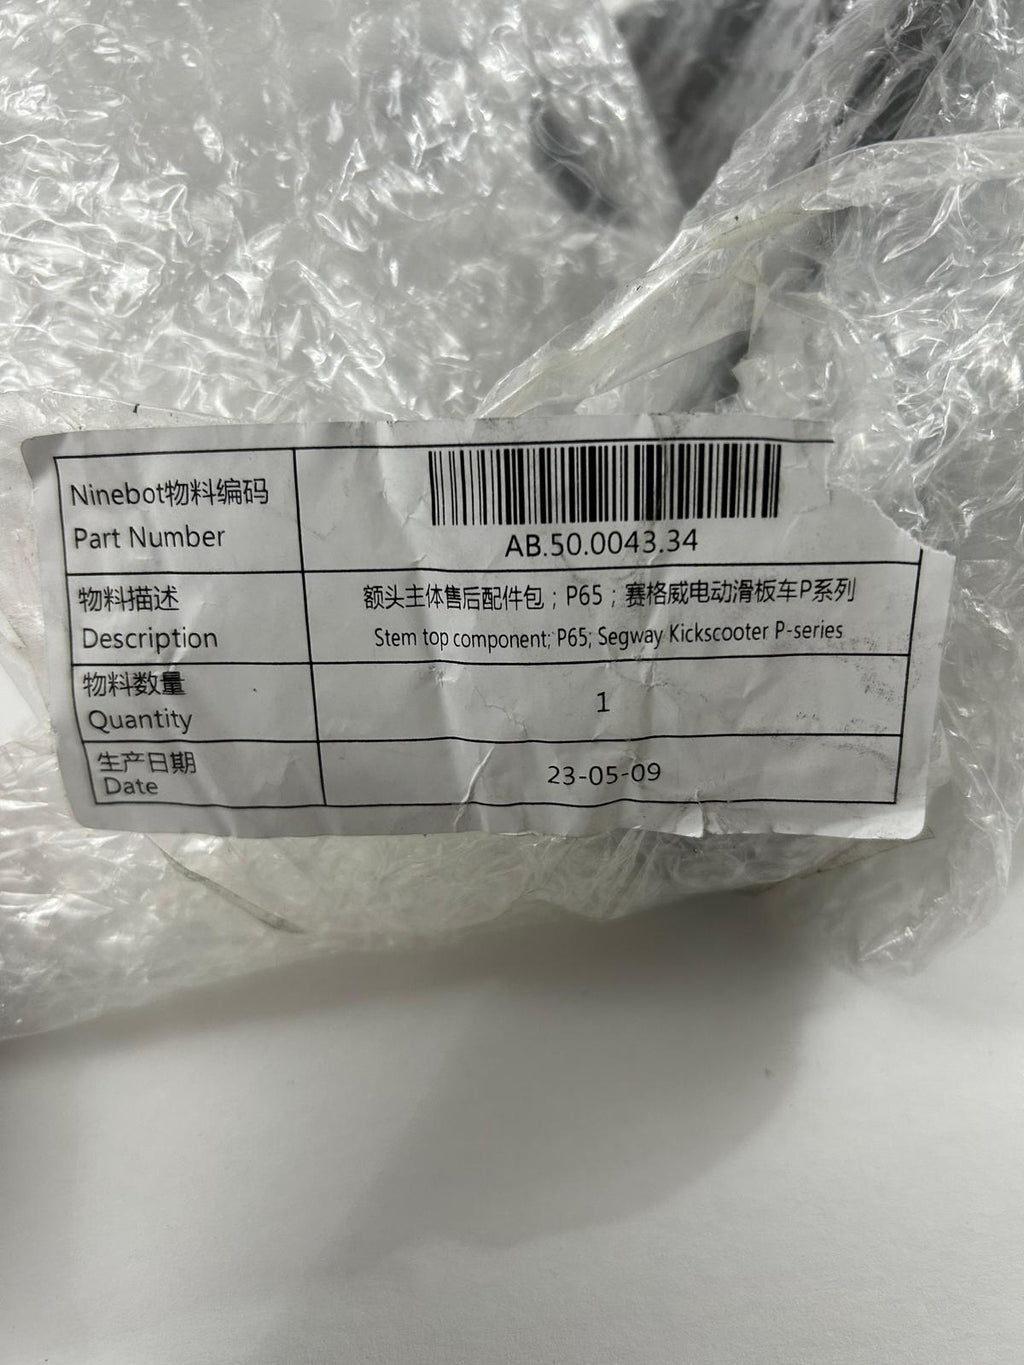 Ninebot物料编码
Part Number
AB.50.0043.34
物料描述
Description
额头主体售后配件包；P65；赛格威电动滑板车P系列
Stem top component; P65; Segway Kickscooter P-series
物料数量
Quantity
1
生产日期
Date
23-05-09